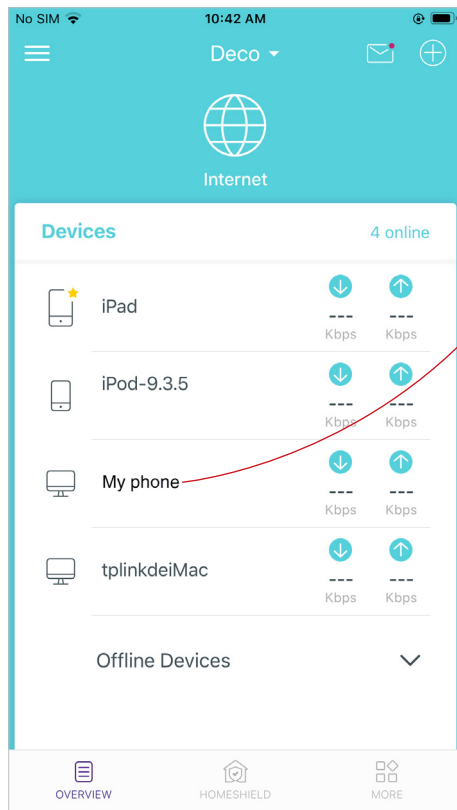 No SIM 10:42 AM
Deco
Internet
Devices 4 online
iPad
--- ---
Kbps Kbps
iPod-9.3.5
--- ---
Kbps Kbps
My phone
--- ---
Kbps Kbps
tplinkdeiMac
--- ---
Kbps Kbps
Offline Devices
OVERVIEW HOMESHIELD MORE